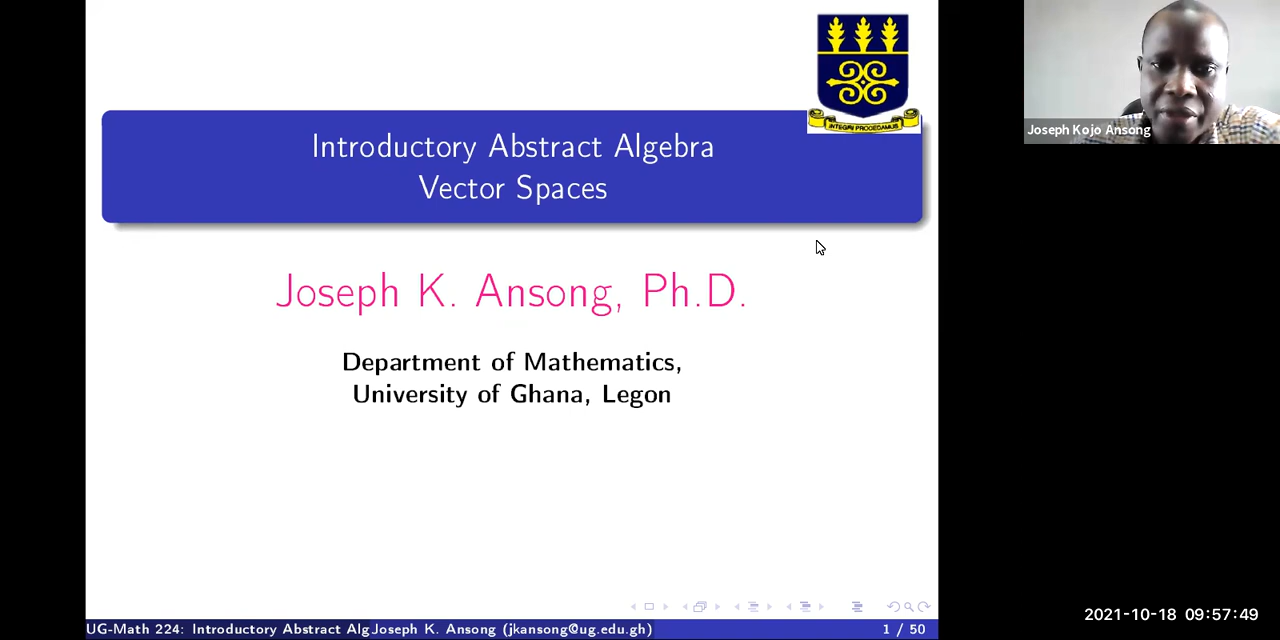 INTEGRI PROCEDAMUS
Introductory Abstract Algebra
Vector Spaces
Joseph Kojo Ansong
Joseph K. Ansong, Ph.D.
Department of Mathematics,
University of Ghana, Legon
2021-10-18 09:57:49
UG-Math 224: Introductory Abstract Alg Joseph K. Ansong (jkansong@ug.edu.gh) 1 / 50